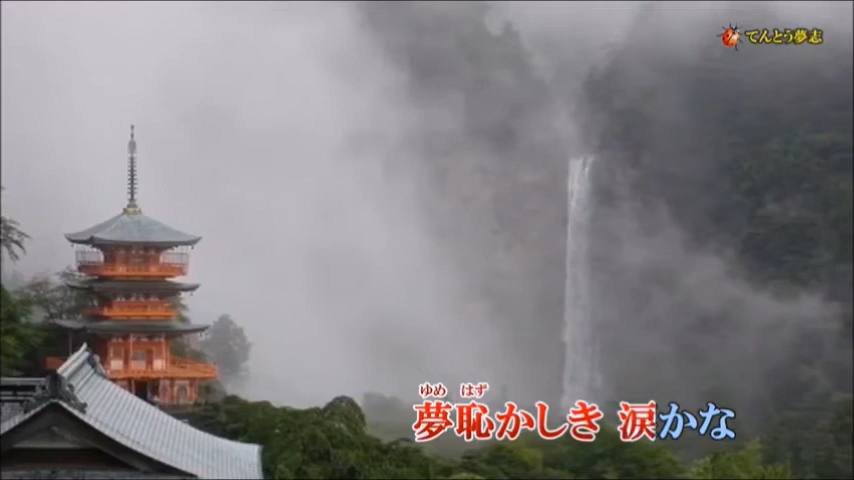 てんとう夢志
ゆめ はず
夢恥かしき 涙かな